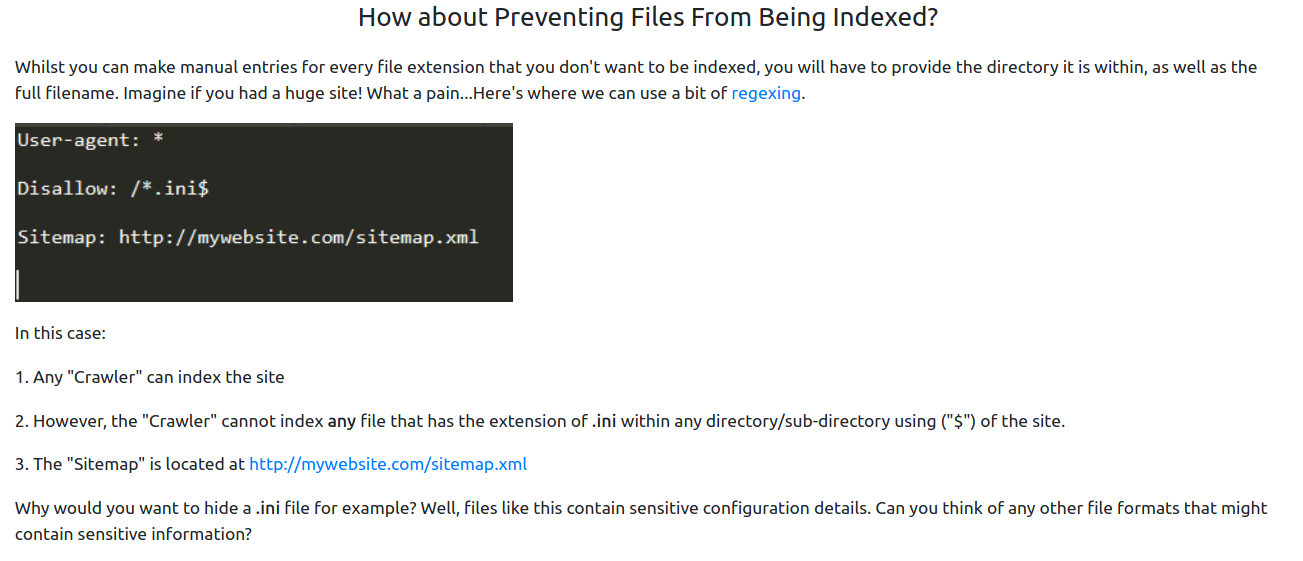 How about Preventing Files From Being Indexed?
Whilst you can make manual entries for every file extension that you don't want to be indexed, you will have to provide the directory it is within, as well as the
full filename. Imagine if you had a huge site! What a pain...Here's where we can use a bit of regexing.
User-agent: *
Disallow: /*.ini$
Sitemap: http://mywebsite.com/sitemap.xml
In this case:
1. Any "Crawler" can index the site
2. However, the "Crawler" cannot index any file that has the extension of .ini within any directory/sub-directory using ("$") of the site.
3. The "Sitemap" is located at http://mywebsite.com/sitemap.xml
Why would you want to hide a .ini file for example? Well, files like this contain sensitive configuration details. Can you think of any other file formats that might
contain sensitive information?